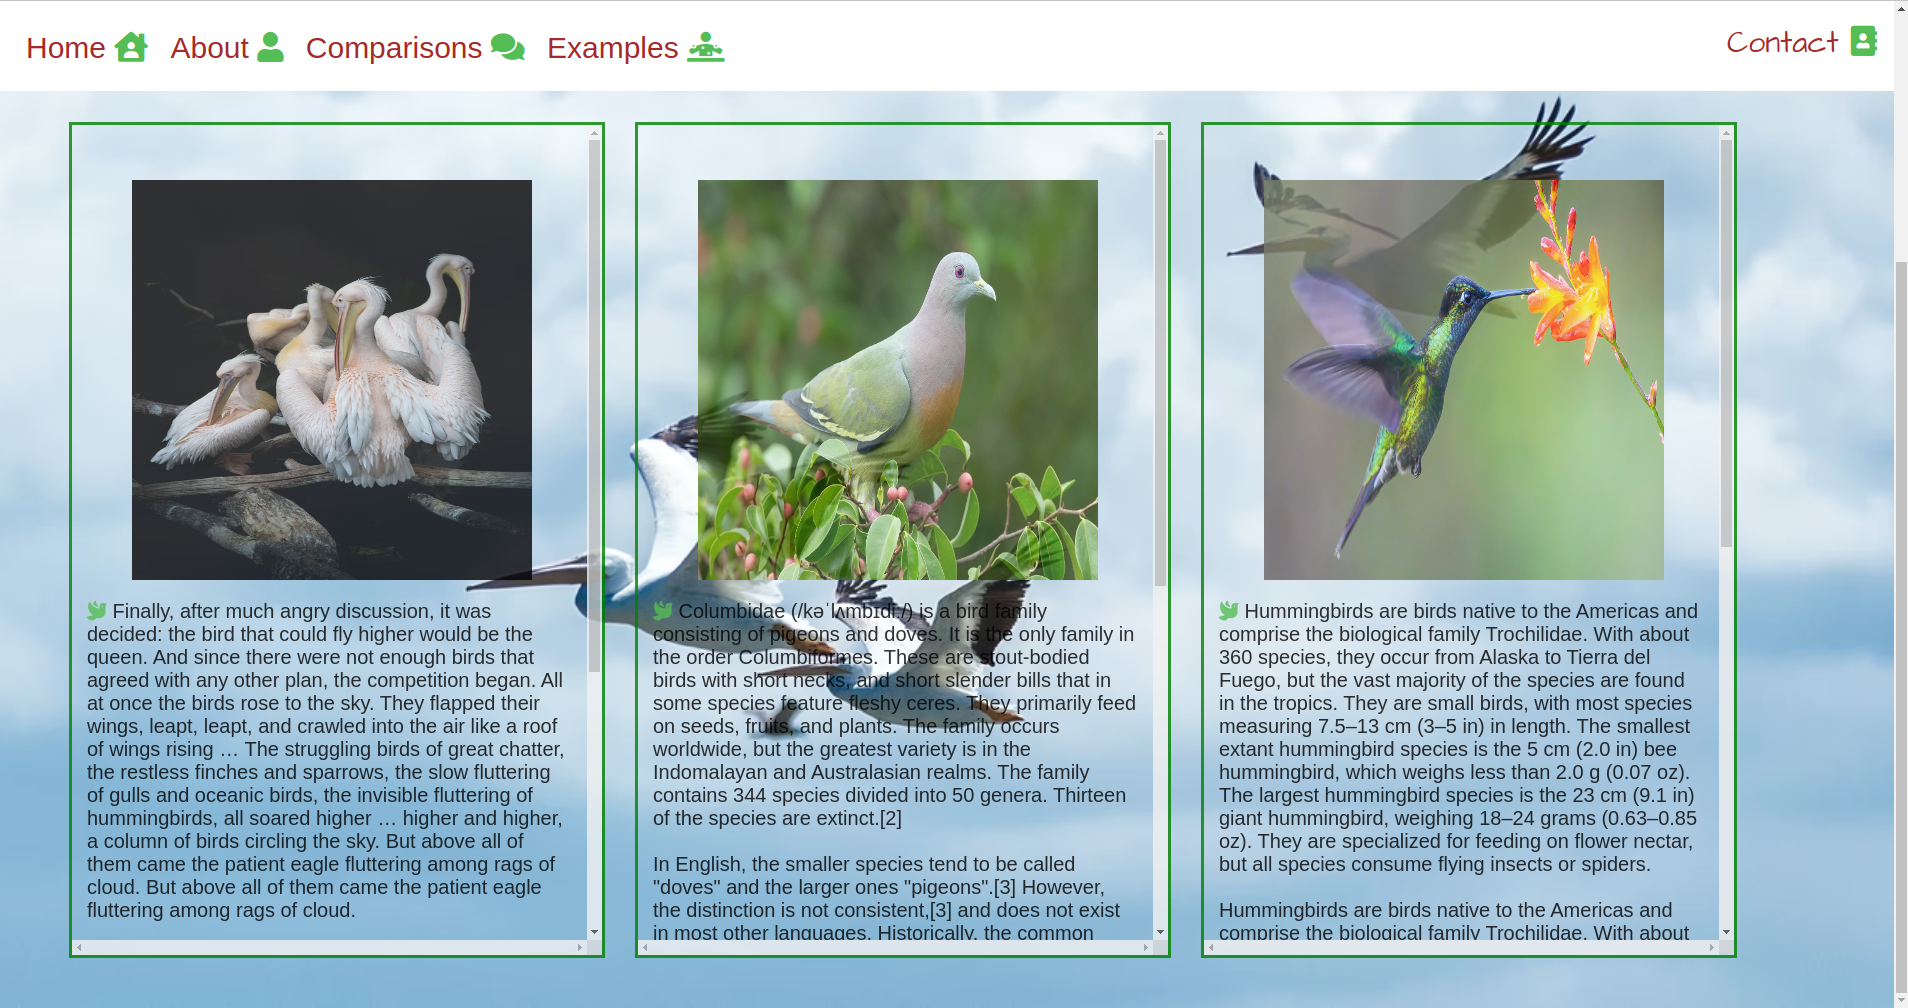 Home About Comparisons Examples Contact
Finally, after much angry discussion, it was
decided: the bird that could fly higher would be the
queen. And since there were not enough birds that
agreed with any other plan, the competition began. All
at once the birds rose to the sky. They flapped their
wings, leapt, leapt, and crawled into the air like a roof
of wings rising … The struggling birds of great chatter,
the restless finches and sparrows, the slow fluttering
of gulls and oceanic birds, the invisible fluttering of
hummingbirds, all soared higher … higher and higher,
a column of birds circling the sky. But above all of
them came the patient eagle fluttering among rags of
cloud. But above all of them came the patient eagle
fluttering among rags of cloud.
Columbidae (/kəˈlʌmbɪdiː/) is a bird family
consisting of pigeons and doves. It is the only family in
the order Columbiformes. These are stout-bodied
birds with short necks, and short slender bills that in
some species feature fleshy ceres. They primarily feed
on seeds, fruits, and plants. The family occurs
worldwide, but the greatest variety is in the
Indomalayan and Australasian realms. The family
contains 344 species divided into 50 genera. Thirteen
of the species are extinct.[2]
In English, the smaller species tend to be called
"doves" and the larger ones "pigeons".[3] However,
the distinction is not consistent,[3] and does not exist
in most other languages. Historically, the common
Hummingbirds are birds native to the Americas and
comprise the biological family Trochilidae. With about
360 species, they occur from Alaska to Tierra del
Fuego, but the vast majority of the species are found
in the tropics. They are small birds, with most species
measuring 7.5–13 cm (3–5 in) in length. The smallest
extant hummingbird species is the 5 cm (2.0 in) bee
hummingbird, which weighs less than 2.0 g (0.07 oz).
The largest hummingbird species is the 23 cm (9.1 in)
giant hummingbird, weighing 18–24 grams (0.63–0.85
oz). They are specialized for feeding on flower nectar,
but all species consume flying insects or spiders.
Hummingbirds are birds native to the Americas and
comprise the biological family Trochilidae. With about